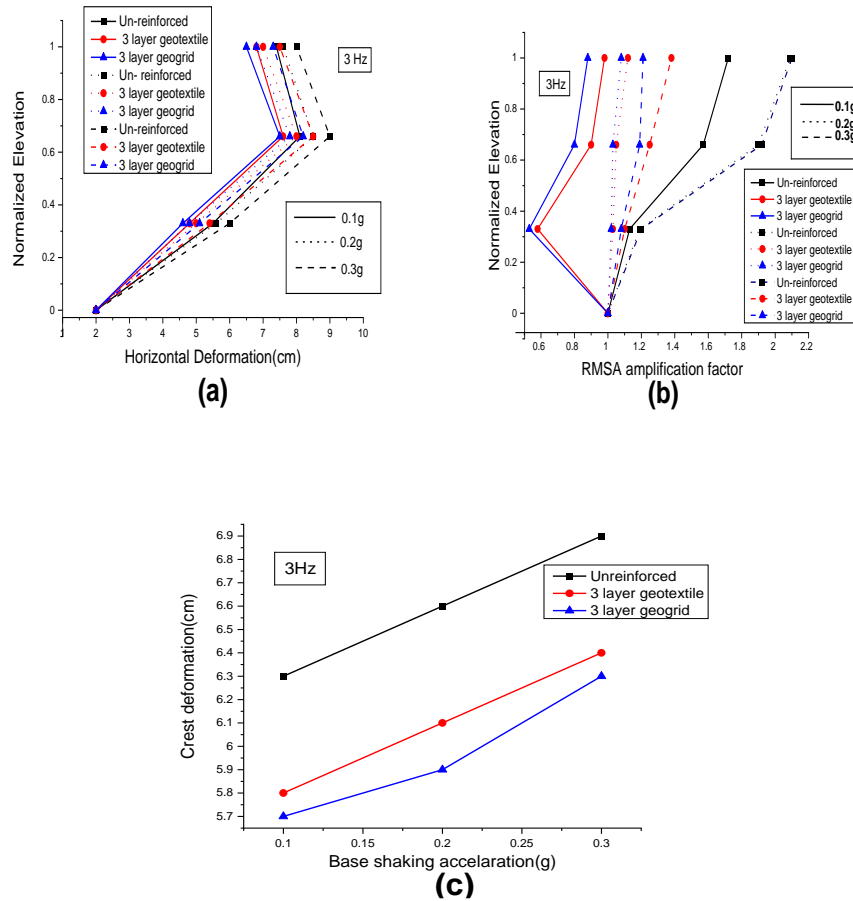 Un-reinforced
3 layer geotextile
3 layer geogrid
Un- reinforced
3 layer geotextile
3 layer geogrid
Un-reinforced
3 layer geotextile
3 layer geogrid
3 Hz
0.1g
0.2g
0.3g
Normalized Elevation
1
0.8
0.6
0.4
0.2
0
1 2 3 4 5 6 7 8 9 10
Horizontal Deformation(cm)
(a)
3Hz
0.1g
0.2g
0.3g
Un-reinforced
3 layer geotextile
3 layer geogrid
Un-reinforced
3 layer geotextile
3 layer geogrid
Un-reinforced
3 layer geotextile
3 layer geogrid
Normalized Elevation
1.0
0.8
0.6
0.4
0.2
0
0.6 0.8 1 1.2 1.4 1.6 1.8 2 2.2
RMSA amplification factor
(b)
3Hz
Unreinforced
3 layer geotextile
3 layer geogrid
Crest deformation(cm)
6.9
6.8
6.7
6.6
6.5
6.4
6.3
6.2
6.1
6
5.9
5.8
5.7
0.1 0.15 0.2 0.25 0.3
Base shaking accelaration(g)
(c)